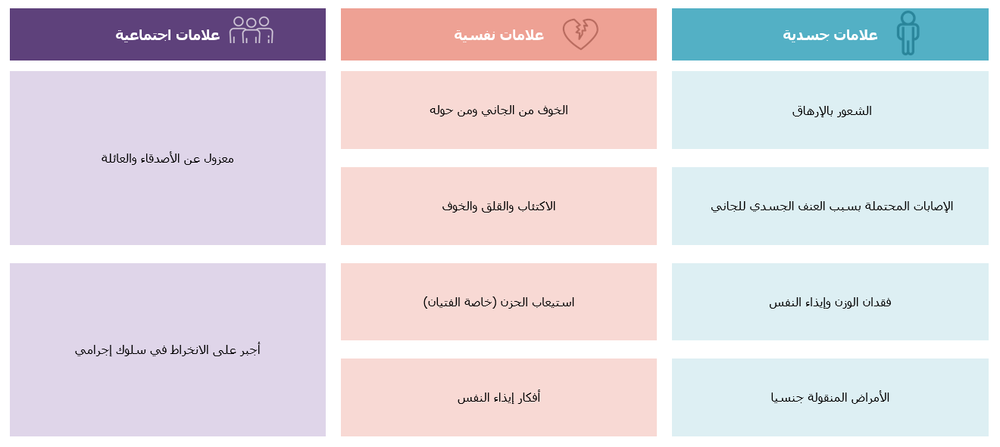 علامات جسدية
الشعور بالإرهاق
الإصابات المحتملة بسبب العنف الجسدي للجاني
فقدان الوزن وإيذاء النفس
الأمراض المنقولة جنسيا
علامات نفسية
الخوف من الجاني ومن حوله
الاكتئاب والقلق والخوف
استيعاب الحزن (خاصة الفتيان)
أفكار إيذاء النفس
علامات اجتماعية
معزول عن الأصدقاء والعائلة
أجبر على الانخراط في سلوك إجرامي